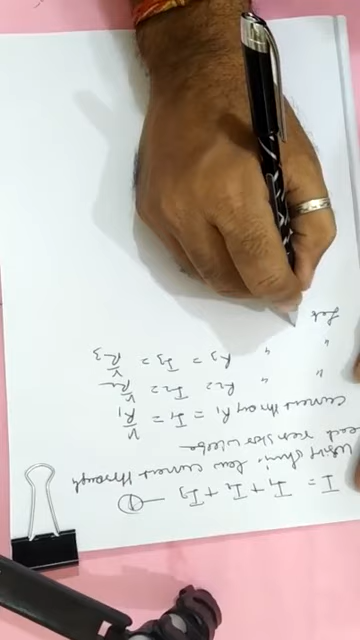 I = I₁ + I₂ + I₃ — ①
Using ohm's law current through
each resistor will be
current through R₁ = I₁ = V/R₁
" " R₂ = I₂ = V/R₂
" " R₃ = I₃ = V/R₃
Let